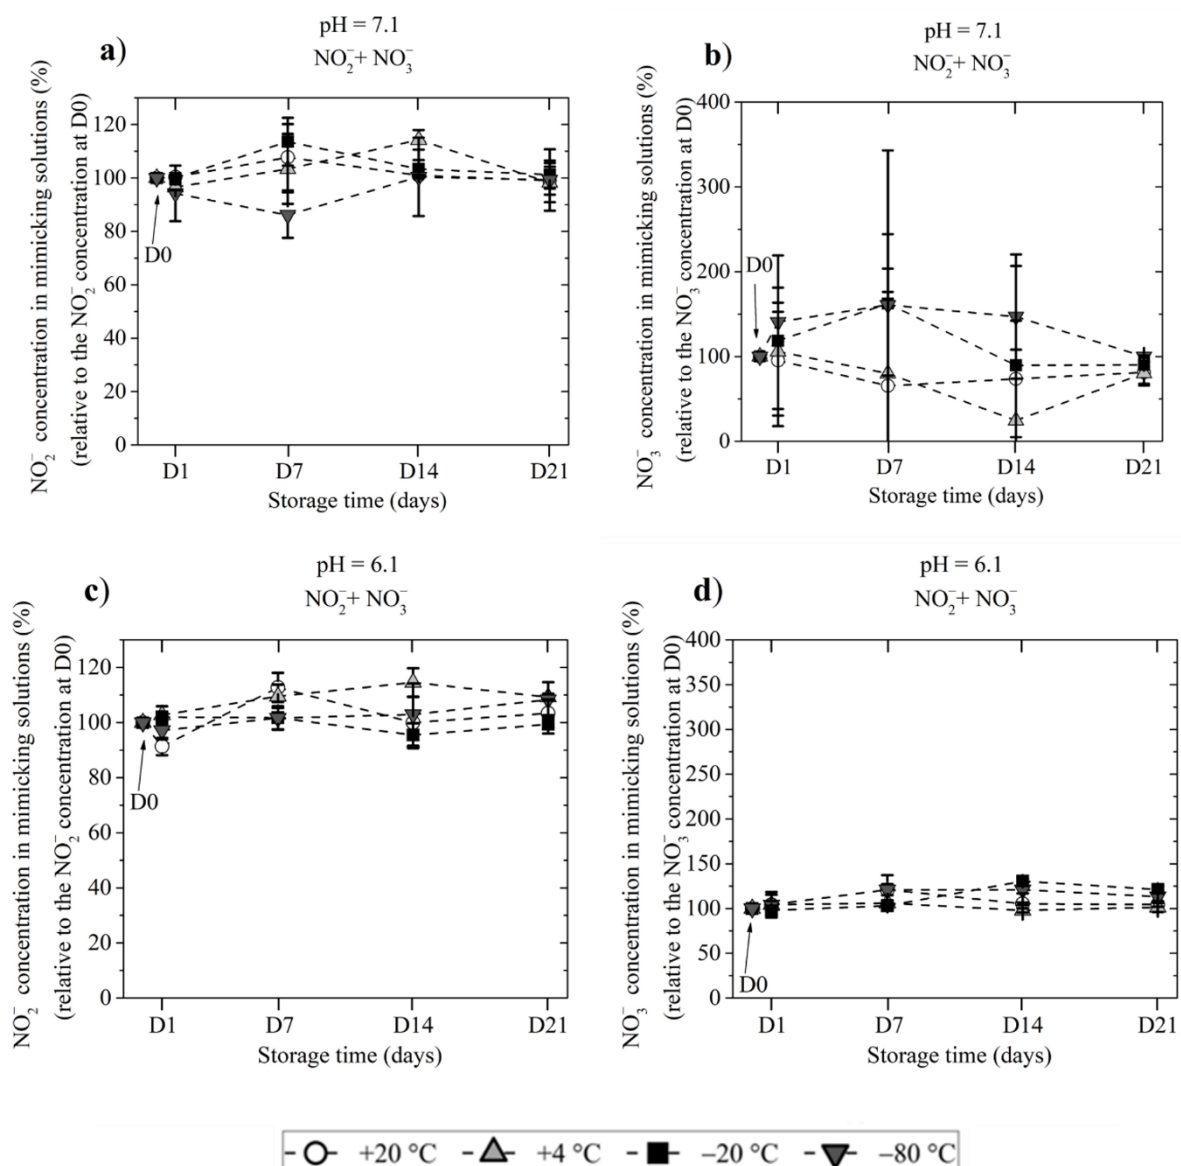 a)
pH = 7.1
NO₂⁻ + NO₃⁻
NO₂⁻ concentration in mimicking solutions (%)
(relative to the NO₂⁻ concentration at D0)
120
100
80
60
40
20
0
D0
D1 D7 D14 D21
Storage time (days)
b)
pH = 7.1
NO₂⁻ + NO₃⁻
NO₃⁻ concentration in mimicking solutions (%)
(relative to the NO₃⁻ concentration at D0)
400
300
200
100
0
D0
D1 D7 D14 D21
Storage time (days)
c)
pH = 6.1
NO₂⁻ + NO₃⁻
NO₂⁻ concentration in mimicking solutions (%)
(relative to the NO₂⁻ concentration at D0)
120
100
80
60
40
20
0
D0
D1 D7 D14 D21
Storage time (days)
d)
pH = 6.1
NO₂⁻ + NO₃⁻
NO₃⁻ concentration in mimicking solutions (%)
(relative to the NO₃⁻ concentration at D0)
400
350
300
250
200
150
100
50
0
D0
D1 D7 D14 D21
Storage time (days)
+20 °C +4 °C –20 °C –80 °C